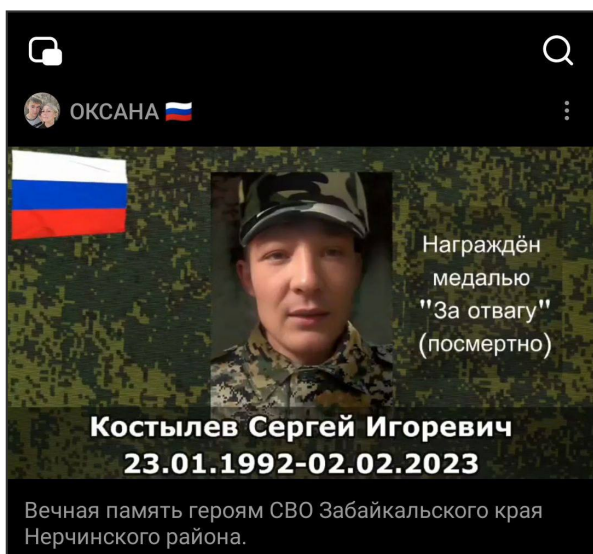 ОКСАНА
Награждён
медалью
"За отвагу"
(посмертно)
Костылев Сергей Игоревич
23.01.1992-02.02.2023
Вечная память героям СВО Забайкальского края
Нерчинского района.